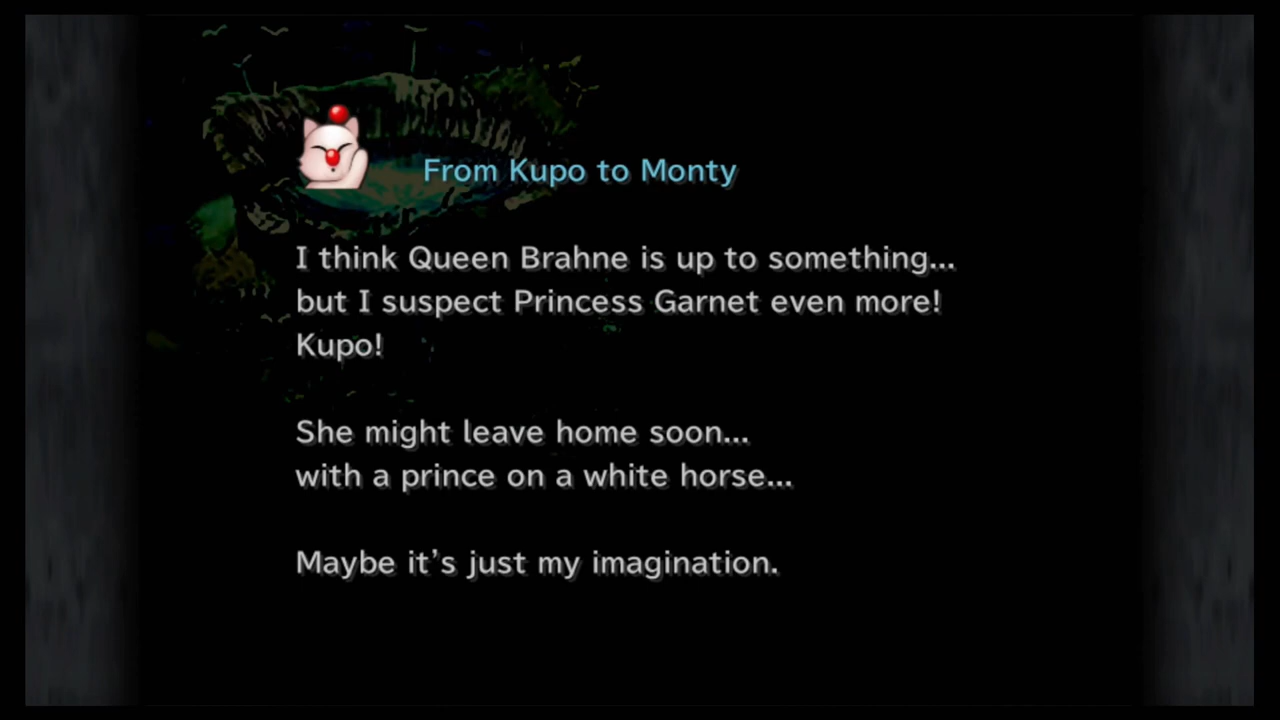 From Kupo to Monty
I think Queen Brahne is up to something...
but I suspect Princess Garnet even more!
Kupo!
She might leave home soon...
with a prince on a white horse...
Maybe it's just my imagination.